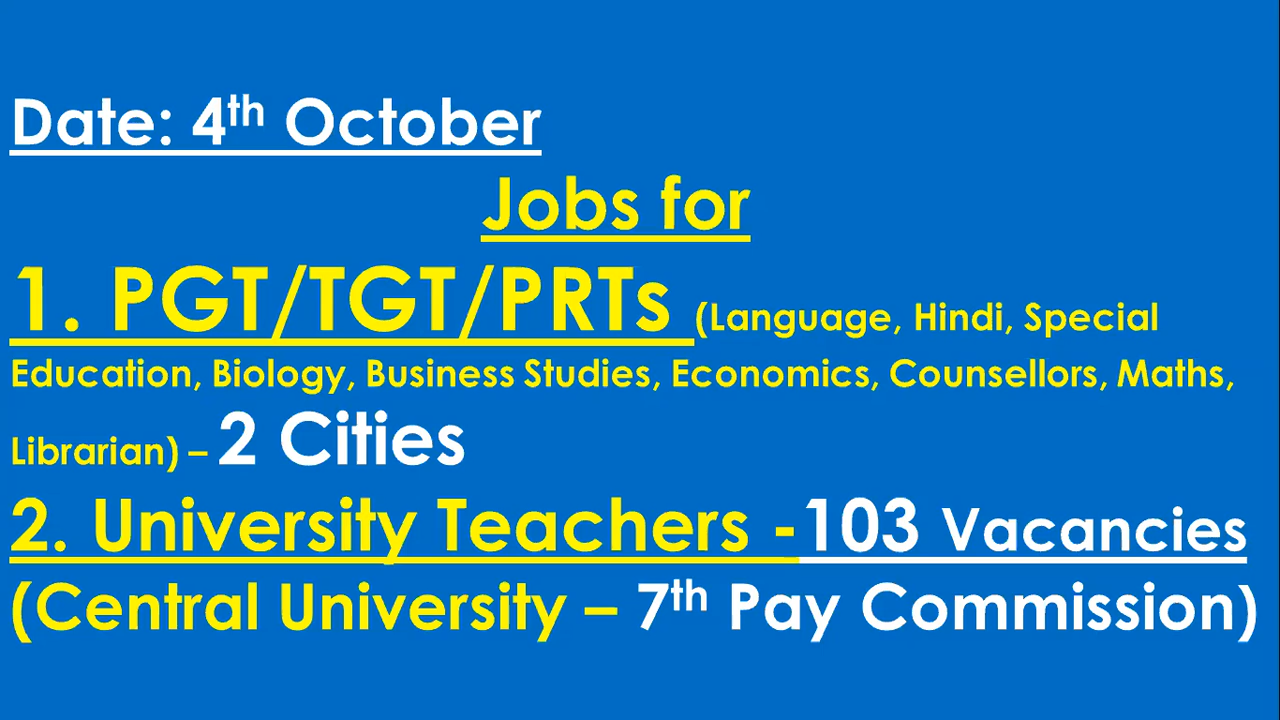 Date: 4th October
Jobs for
1. PGT/TGT/PRTs (Language, Hindi, Special
Education, Biology, Business Studies, Economics, Counsellors, Maths,
Librarian) – 2 Cities
2. University Teachers -103 Vacancies
(Central University – 7th Pay Commission)